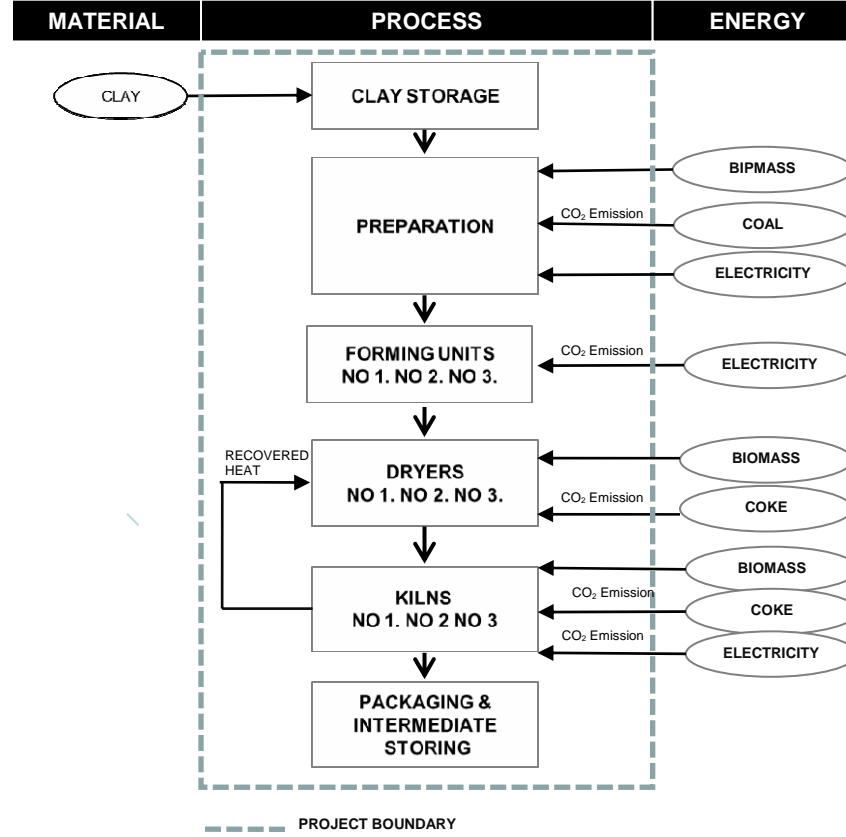 MATERIAL PROCESS ENERGY
CLAY
CLAY STORAGE
BIPMASS
CO₂ Emission
COAL
PREPARATION
ELECTRICITY
CO₂ Emission
FORMING UNITS
NO 1. NO 2. NO 3.
ELECTRICITY
RECOVERED
HEAT
DRYERS
NO 1. NO 2. NO 3.
BIOMASS
CO₂ Emission
COKE
BIOMASS
KILNS
NO 1. NO 2 NO 3
CO₂ Emission
COKE
CO₂ Emission
ELECTRICITY
PACKAGING &
INTERMEDIATE
STORING
PROJECT BOUNDARY